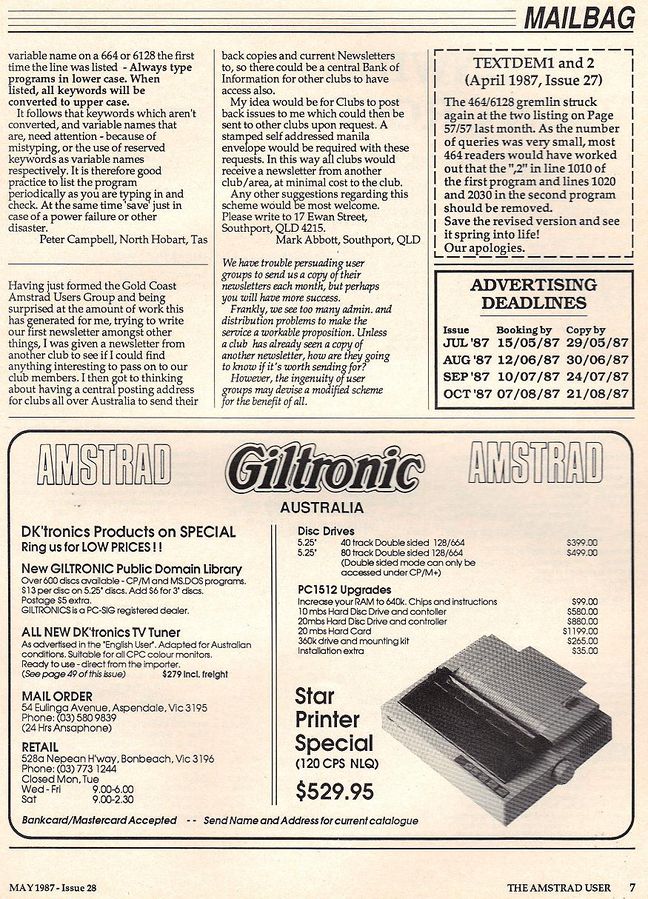 MAILBAG
variable name on a 664 or 6128 the first
time the line was listed - Always type
programs in lower case. When
listed, all keywords will be
converted to upper case.
It follows that keywords which aren't
converted, and variable names that
are, need attention - because of
mistyping, or the use of reserved
keywords as variable names
respectively. It is therefore good
practice to list the program
periodically as you are typing in and
check. At the same time 'save' just in
case of a power failure or other
disaster.
Peter Campbell, North Hobart, Tas
Having just formed the Gold Coast
Amstrad Users Group and being
surprised at the amount of work this
has generated for me, trying to write
our first newsletter amongst other
things, I was given a newsletter from
another club to see if I could find
anything interesting to pass on to our
club members. I then got to thinking
about having a central posting address
for clubs all over Australia to send their
back copies and current Newsletters
to, so there could be a central Bank of
Information for other clubs to have
access also.
My idea would be for Clubs to post
back issues to me which could then be
sent to other clubs upon request. A
stamped self addressed manila
envelope would be required with these
requests. In this way all clubs would
receive a newsletter from another
club/area, at minimal cost to the club.
Any other suggestions regarding this
scheme would be most welcome.
Please write to 17 Ewan Street,
Southport, QLD 4215.
Mark Abbott, Southport, QLD
We have trouble persuading user
groups to send us a copy of their
newsletters each month, but perhaps
you will have more success.
Frankly, we see too many admin. and
distribution problems to make the
service a workable proposition. Unless
a club has already seen a copy of
another newsletter, how are they going
to know if it's worth sending for?
However, the ingenuity of user
groups may devise a modified scheme
for the benefit of all.
TEXTDEM1 and 2
(April 1987, Issue 27)
The 464/6128 gremlin struck
again at the two listing on Page
57/57 last month. As the number
of queries was very small, most
464 readers would have worked
out that the ",2" in line 1010 of
the first program and lines 1020
and 2030 in the second program
should be removed.
Save the revised version and see
it spring into life!
Our apologies.
ADVERTISING
DEADLINES
Issue Booking by Copy by
JUL '87 15/05/87 29/05/87
AUG '87 12/06/87 30/06/87
SEP '87 10/07/87 24/07/87
OCT '87 07/08/87 21/08/87
AMSTRAD Giltronic AMSTRAD
AUSTRALIA
DK'tronics Products on SPECIAL
Ring us for LOW PRICES !!
New GILTRONIC Public Domain Library
Over 600 discs available - CP/M and MS.DOS programs.
$13 per disc on 5.25" discs. Add $6 for 3" discs.
Postage $5 extra.
GILTRONICS is a PC-SIG registered dealer.
ALL NEW DK'tronics TV Tuner
As advertised in the "English User". Adapted for Australian
conditions. Suitable for all CPC colour monitors.
Ready to use - direct from the importer.
(See page 49 of this issue) $279 Incl. freight
MAIL ORDER
54 Eulinga Avenue, Aspendale, Vic 3195
Phone: (03) 580 9839
(24 Hrs Ansaphone)
RETAIL
528a Nepean H'way, Bonbeach, Vic 3196
Phone: (03) 773 1244
Closed Mon, Tue
Wed - Fri 9.00-6.00
Sat 9.00-2.30
Disc Drives
5.25" 40 track Double sided 128/664 $399.00
5.25" 80 track Double sided 128/664 $499.00
(Double sided mode can only be
accessed under CP/M+)
PC1512 Upgrades
Increase your RAM to 640k. Chips and instructions $99.00
10 mbs Hard Disc Drive and contoller $580.00
20mbs Hard Disc Drive and controller $880.00
20 mbs Hard Card $1199.00
360k drive and mounting kit $265.00
Installation extra $35.00
Star
Printer
Special
(120 CPS NLQ)
$529.95
Bankcard/Mastercard Accepted - - Send Name and Address for current catalogue
MAY 1987 - Issue 28 THE AMSTRAD USER 7